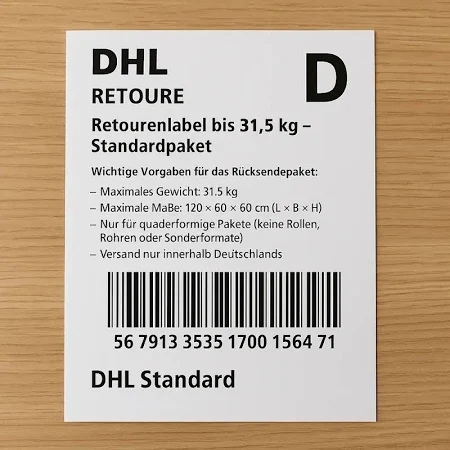 DHL
D
RETOURE
Retourenlabel bis 31,5 kg –
Standardpaket
Wichtige Vorgaben für das Rücksendepaket:
– Maximales Gewicht: 31.5 kg
– Maximale Maße: 120 × 60 × 60 cm (L × B × H)
– Nur für quaderformige Pakete (keine Rollen,
Rohren oder Sonderformate)
– Versand nur innerhalb Deutschlands
56 7913 3535 1700 1564 71
DHL Standard